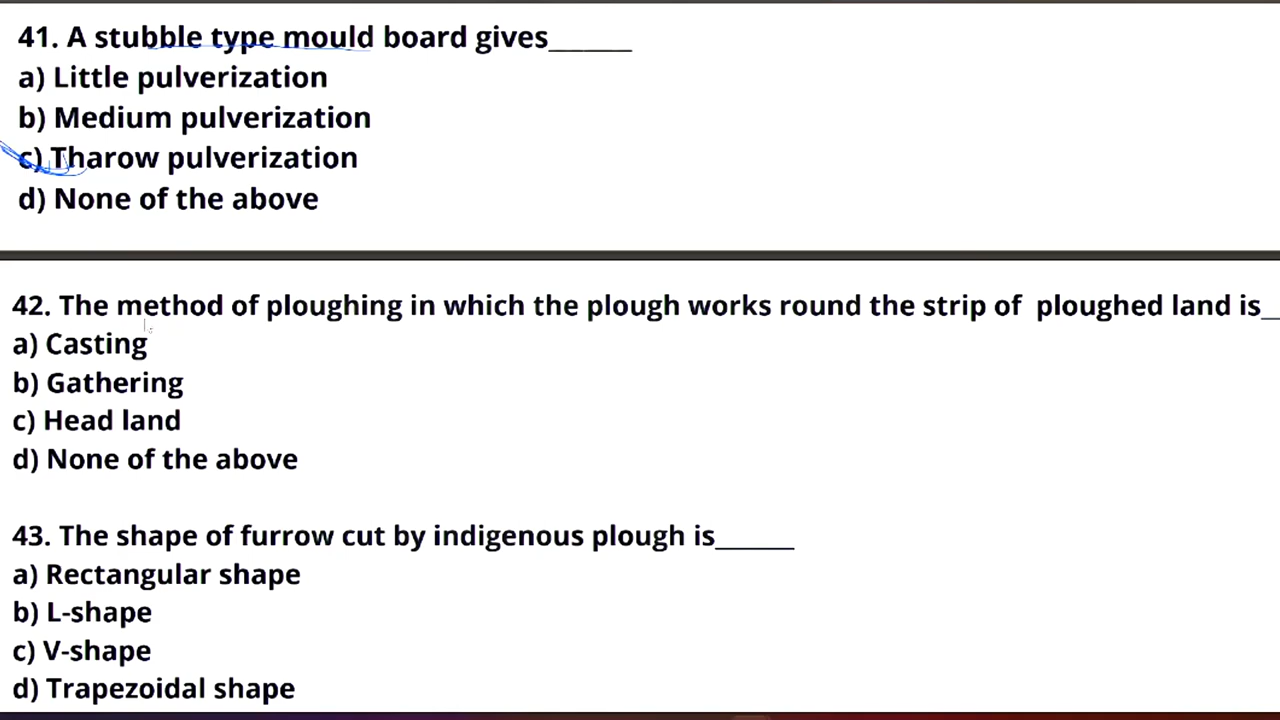 41. A stubble type mould board gives______
a) Little pulverization
b) Medium pulverization
c) Tharow pulverization
d) None of the above
42. The method of ploughing in which the plough works round the strip of ploughed land is_
a) Casting
b) Gathering
c) Head land
d) None of the above
43. The shape of furrow cut by indigenous plough is______
a) Rectangular shape
b) L-shape
c) V-shape
d) Trapezoidal shape